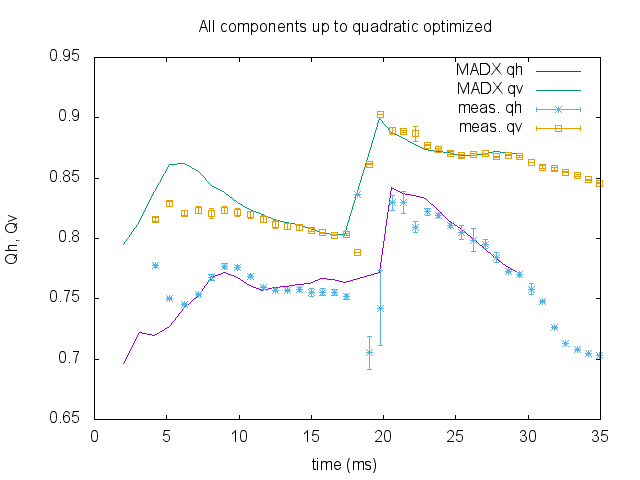 All components up to quadratic optimized
0.95
0.9
0.85
0.8
0.75
0.7
0.65
Qh, Qv
MADX qh
MADX qv
meas. qh
meas. qv
0 5 10 15 20 25 30 35
time (ms)